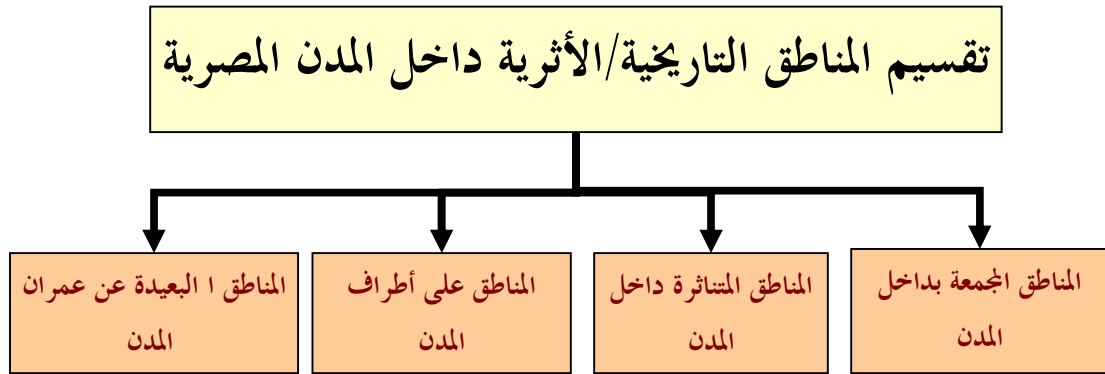 تقسيم المناطق التاريخية/الأثرية داخل المدن المصرية
المناطق المجمعة بداخل
المدن
المناطق المتناثرة داخل
المدن
المناطق على أطراف
المدن
المناطق ا البعيدة عن عمران
المدن